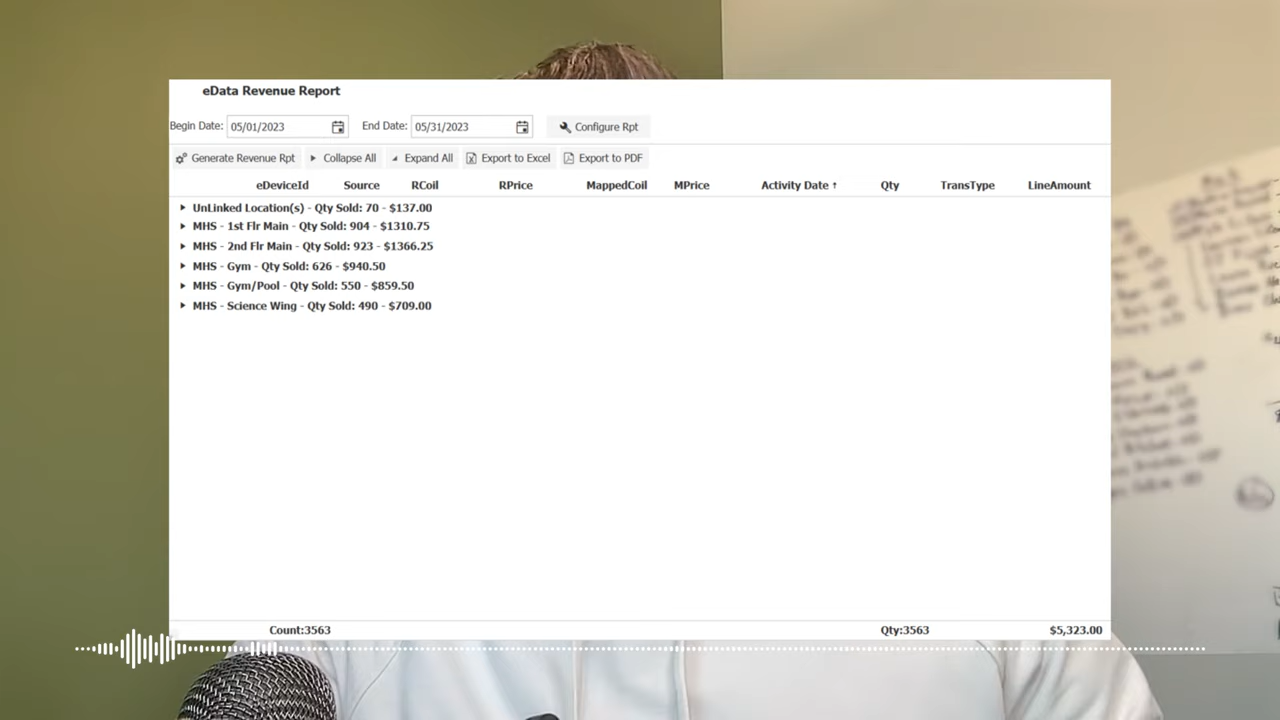 eData Revenue Report
Begin Date: 05/01/2023 End Date: 05/31/2023 Configure Rpt
Generate Revenue Rpt Collapse All Expand All Export to Excel Export to PDF
eDeviceId Source RCoil RPrice MappedCoil MPrice Activity Date ↑ Qty TransType LineAmount
UnLinked Location(s) - Qty Sold: 70 - $137.00
MHS - 1st Flr Main - Qty Sold: 904 - $1310.75
MHS - 2nd Flr Main - Qty Sold: 923 - $1366.25
MHS - Gym - Qty Sold: 626 - $940.50
MHS - Gym/Pool - Qty Sold: 550 - $859.50
MHS - Science Wing - Qty Sold: 490 - $709.00
Count:3563 Qty:3563 $5,323.00